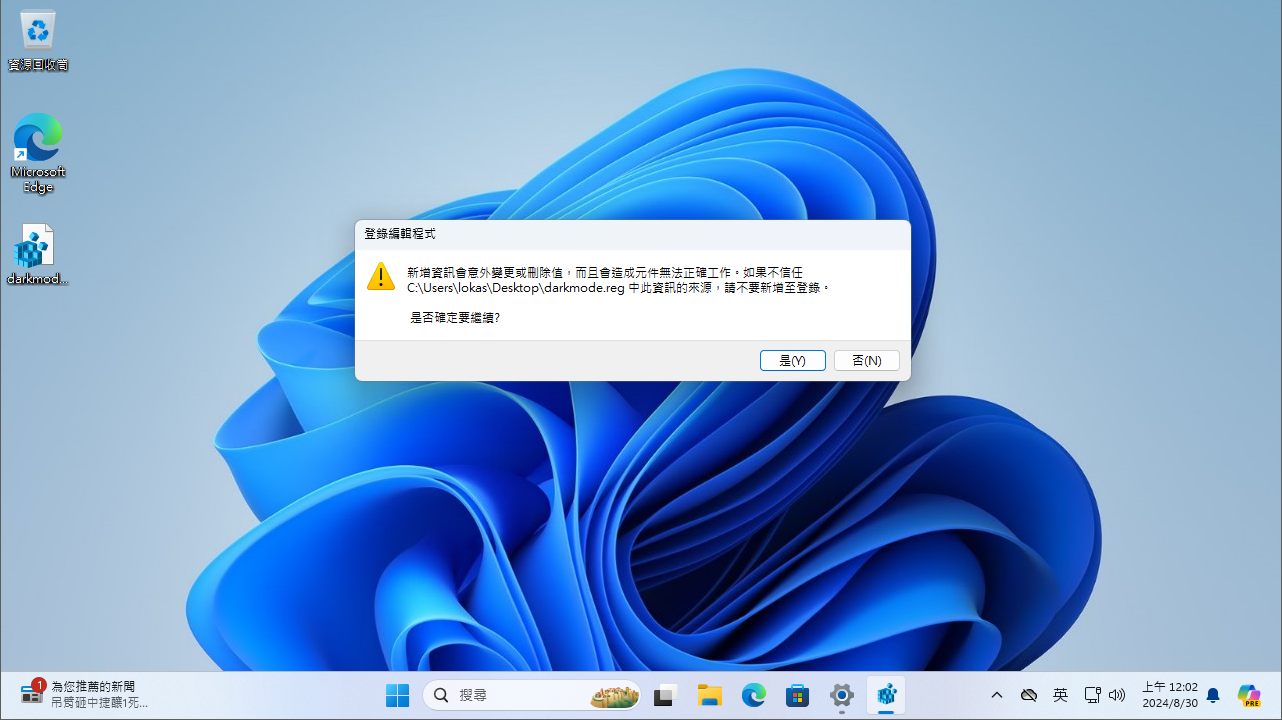 資源回收筒
Microsoft
Edge
darkmod...
登錄編輯程式
新增資訊會意外變更或刪除值，而且會造成元件無法正確工作。如果不信任
C:\Users\lokas\Desktop\darkmode.reg 中此資訊的來源，請不要新增至登錄。
是否確定要繼續?
是(Y)
否(N)
1
為您推薦的新聞
吊臂砸中捷釀1死...
搜尋
英
上午 12:02
2024/8/30
PRE